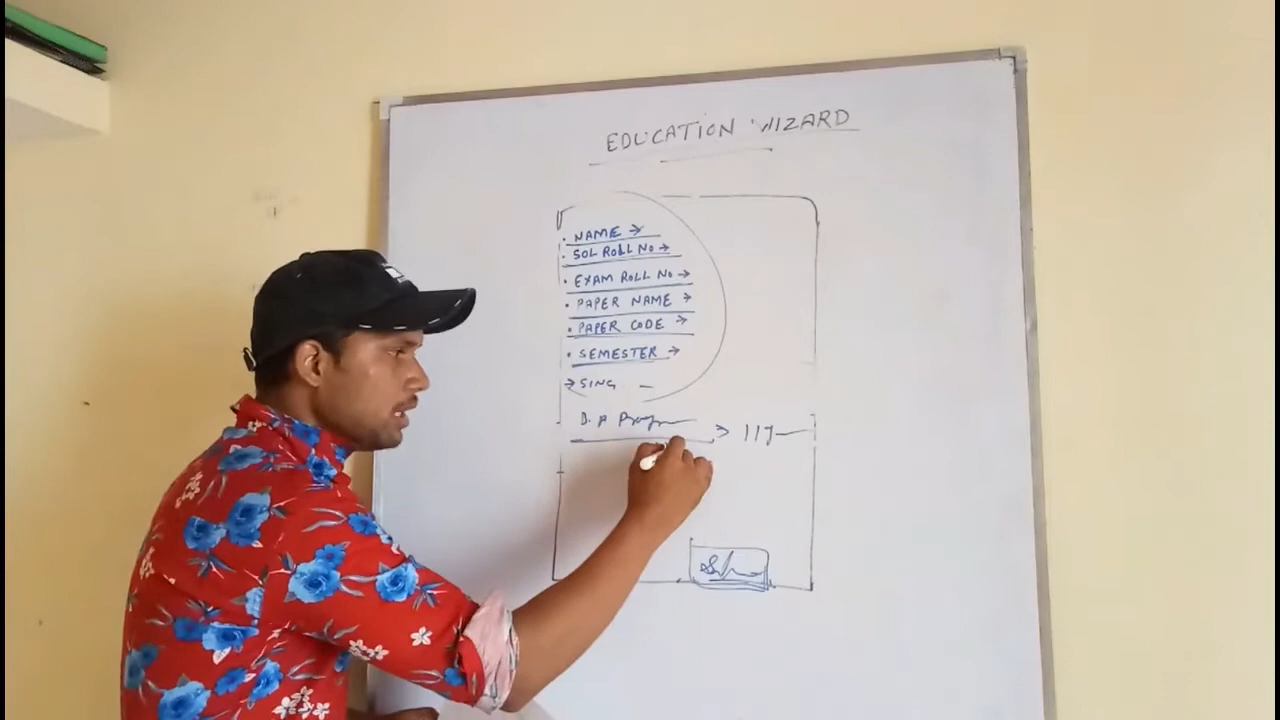 EDUCATION WIZARD
• NAME →
• SOL ROLL NO →
• EXAM ROLL NO →
• PAPER NAME →
• PAPER CODE →
• SEMESTER →
→ SING –